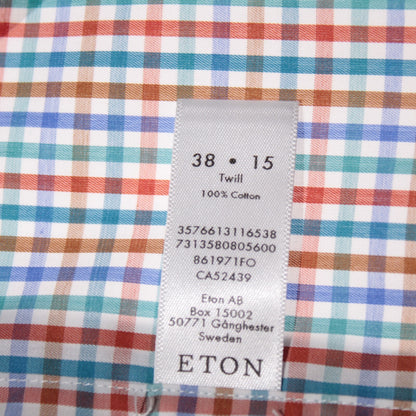 38 • 15
Twill
100% Cotton
3576613116538
7313580805600
861971FO
CA52439
Eton AB
Box 15002
50771 Gånghester
Sweden
ETON